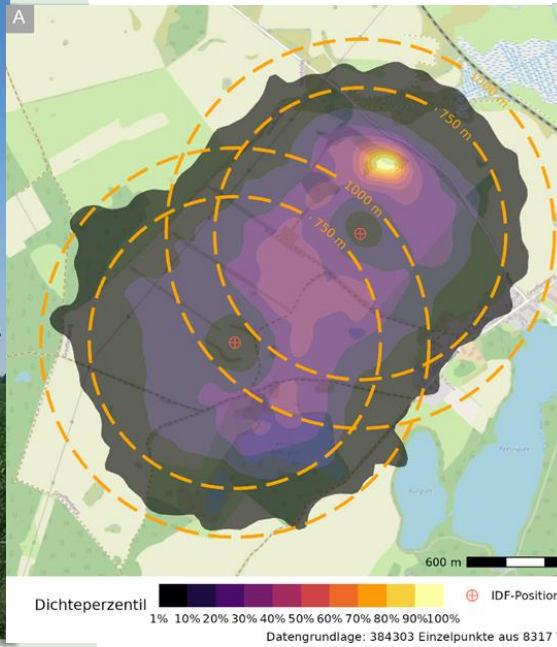 A
1000 m
750 m
1000 m
750 m
600 m
Dichteperzentil
1% 10% 20% 30% 40% 50% 60% 70% 80% 90% 100%
IDF-Position
Datengrundlage: 384303 Einzelpunkte aus 8317